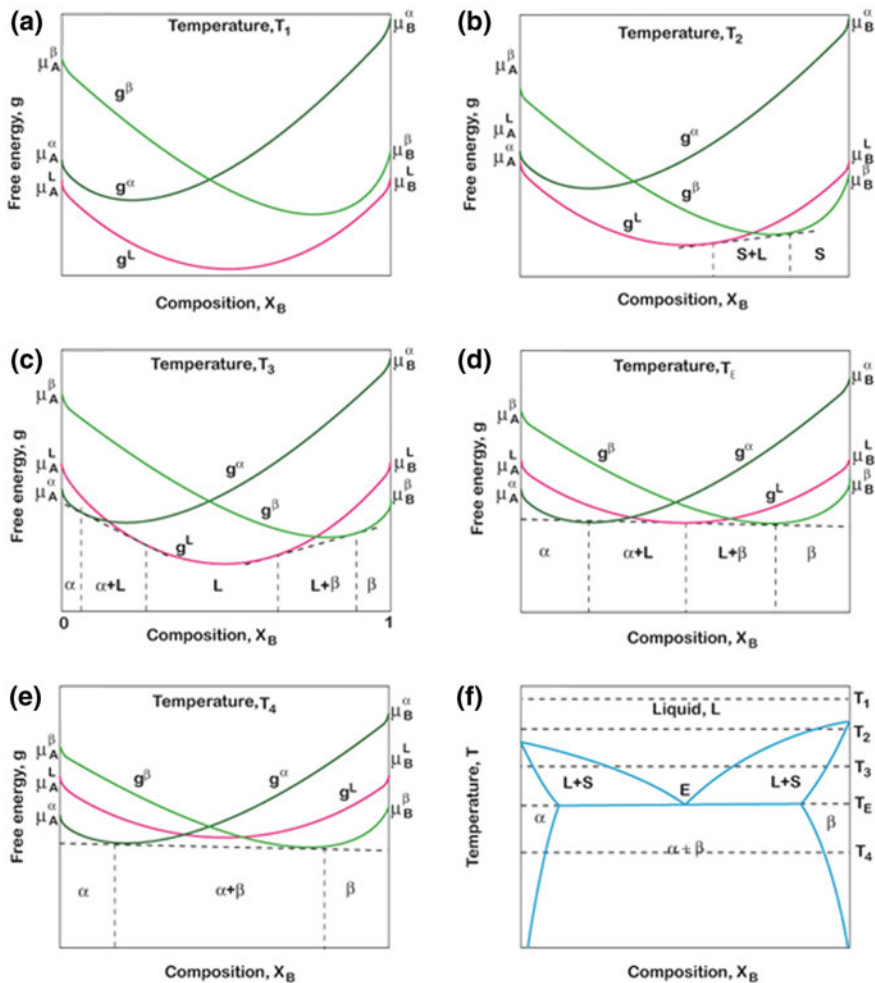 (a)
Temperature, T1
Free energy, g
μAβ
μAα
μAL
gβ
gα
gL
μBα
μBβ
μBL
Composition, XB
(b)
Temperature, T2
Free energy, g
μAβ
μAL
μAα
gα
gβ
gL
S+L
S
μBα
μBL
μBβ
Composition, XB
(c)
Temperature, T3
Free energy, g
μAβ
μAL
μAα
gα
gβ
gL
α
α+L
L
L+β
β
μBα
μBL
μBβ
0
1
Composition, XB
(d)
Temperature, TE
Free energy, g
μAβ
μAL
μAα
gβ
gα
gL
α
α+L
L+β
β
μBα
μBL
μBβ
Composition, XB
(e)
Temperature, T4
Free energy, g
μAβ
μAL
μAα
gβ
gα
gL
α
α+β
β
μBα
μBL
μBβ
Composition, XB
(f)
Temperature, T
Liquid, L
T1
T2
T3
L+S
E
L+S
TE
α
β
α+β
T4
Composition, XB